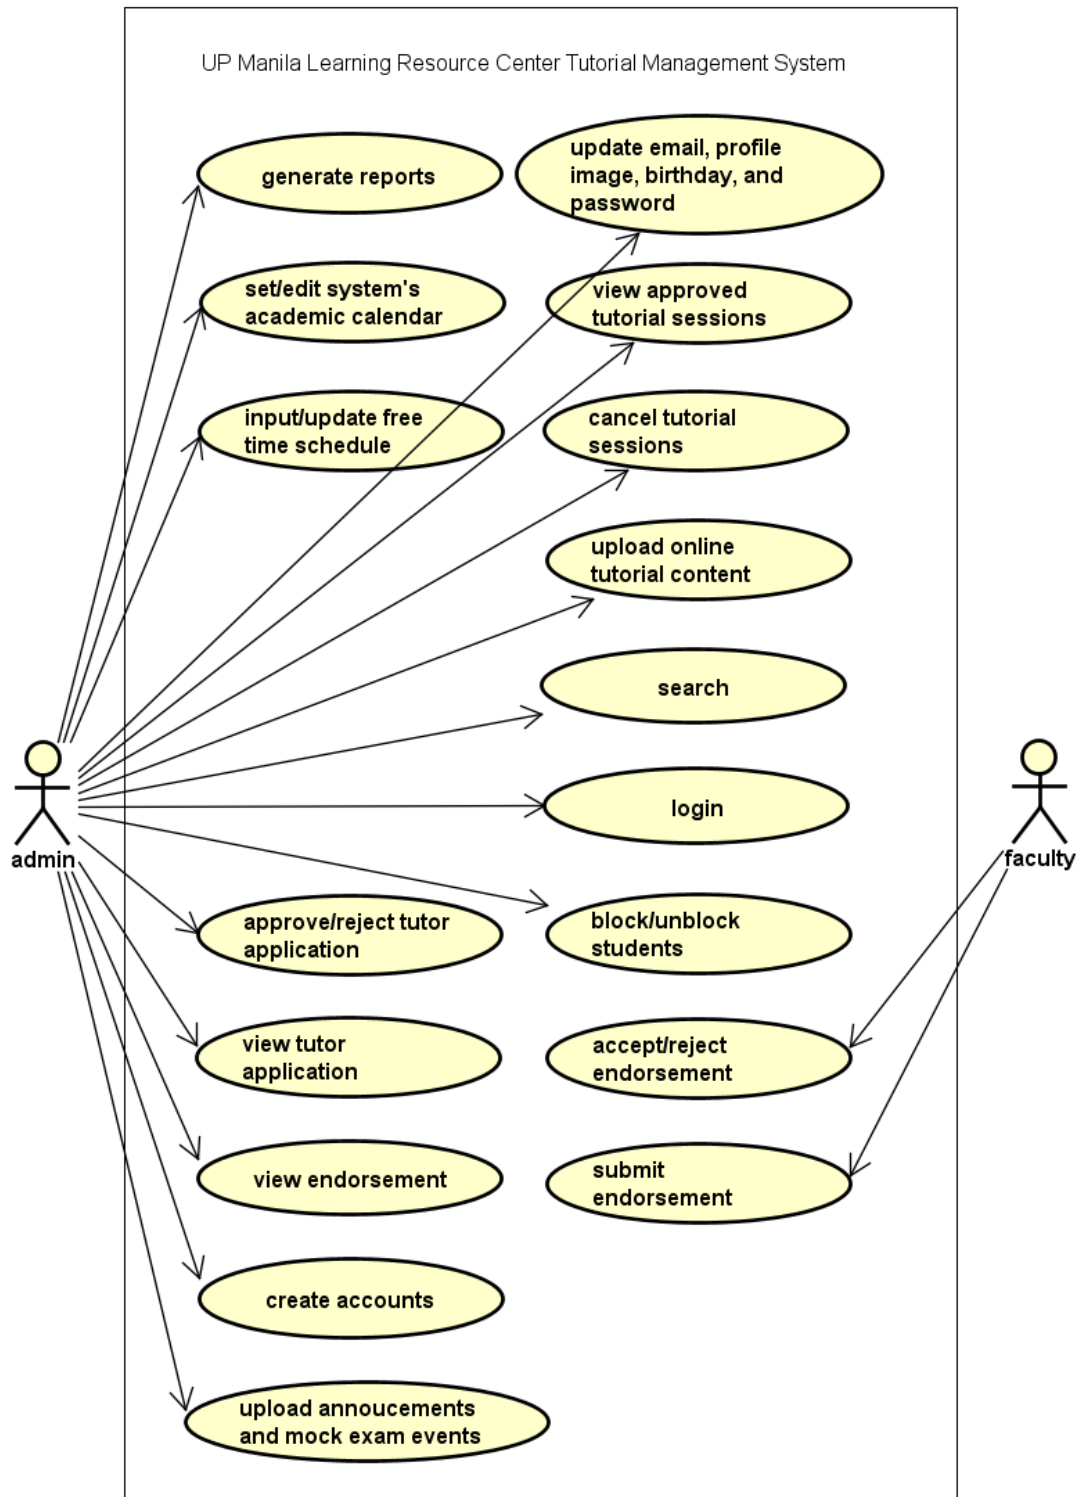 UP Manila Learning Resource Center Tutorial Management System
generate reports
update email, profile
image, birthday, and
password
set/edit system's
academic calendar
view approved
tutorial sessions
input/update free
time schedule
cancel tutorial
sessions
upload online
tutorial content
search
login
admin
faculty
approve/reject tutor
application
block/unblock
students
view tutor
application
accept/reject
endorsement
view endorsement
submit
endorsement
create accounts
upload annoucements
and mock exam events